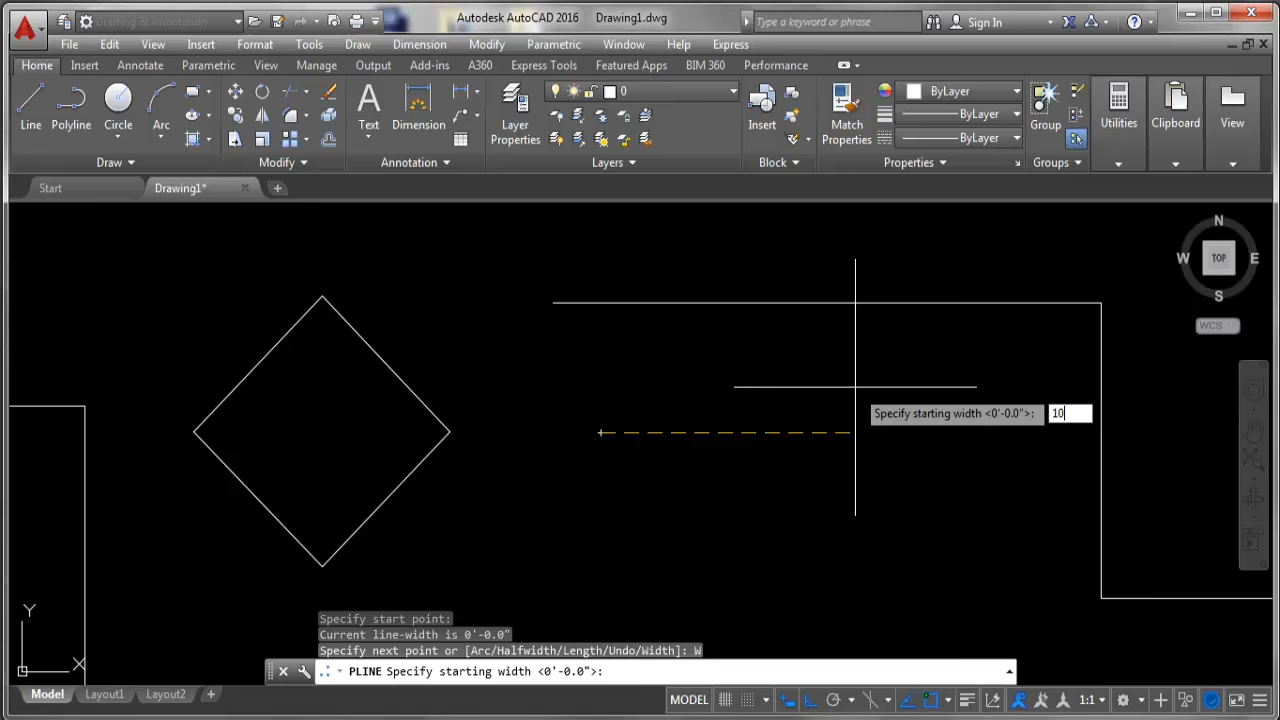 Drafting & Annotation
Autodesk AutoCAD 2016 Drawing1.dwg
Type a keyword or phrase
Sign In
File Edit View Insert Format Tools Draw Dimension Modify Parametric Window Help Express
Home Insert Annotate Parametric View Manage Output Add-ins A360 Express Tools Featured Apps BIM 360 Performance
0
ByLayer
ByLayer
ByLayer
Line Polyline Circle Arc Text Dimension Layer Properties Insert Match Properties Group Utilities Clipboard View
Draw Modify Annotation Layers Block Properties Groups
Start Drawing1*
N
W TOP E
S
WCS
Specify starting width <0'-0.0">: 10
Y
X
Specify start point:
Current line-width is 0'-0.0"
Specify next point or [Arc/Halfwidth/Length/Undo/Width]: W
PLINE Specify starting width <0'-0.0">:
Model Layout1 Layout2
MODEL 1:1